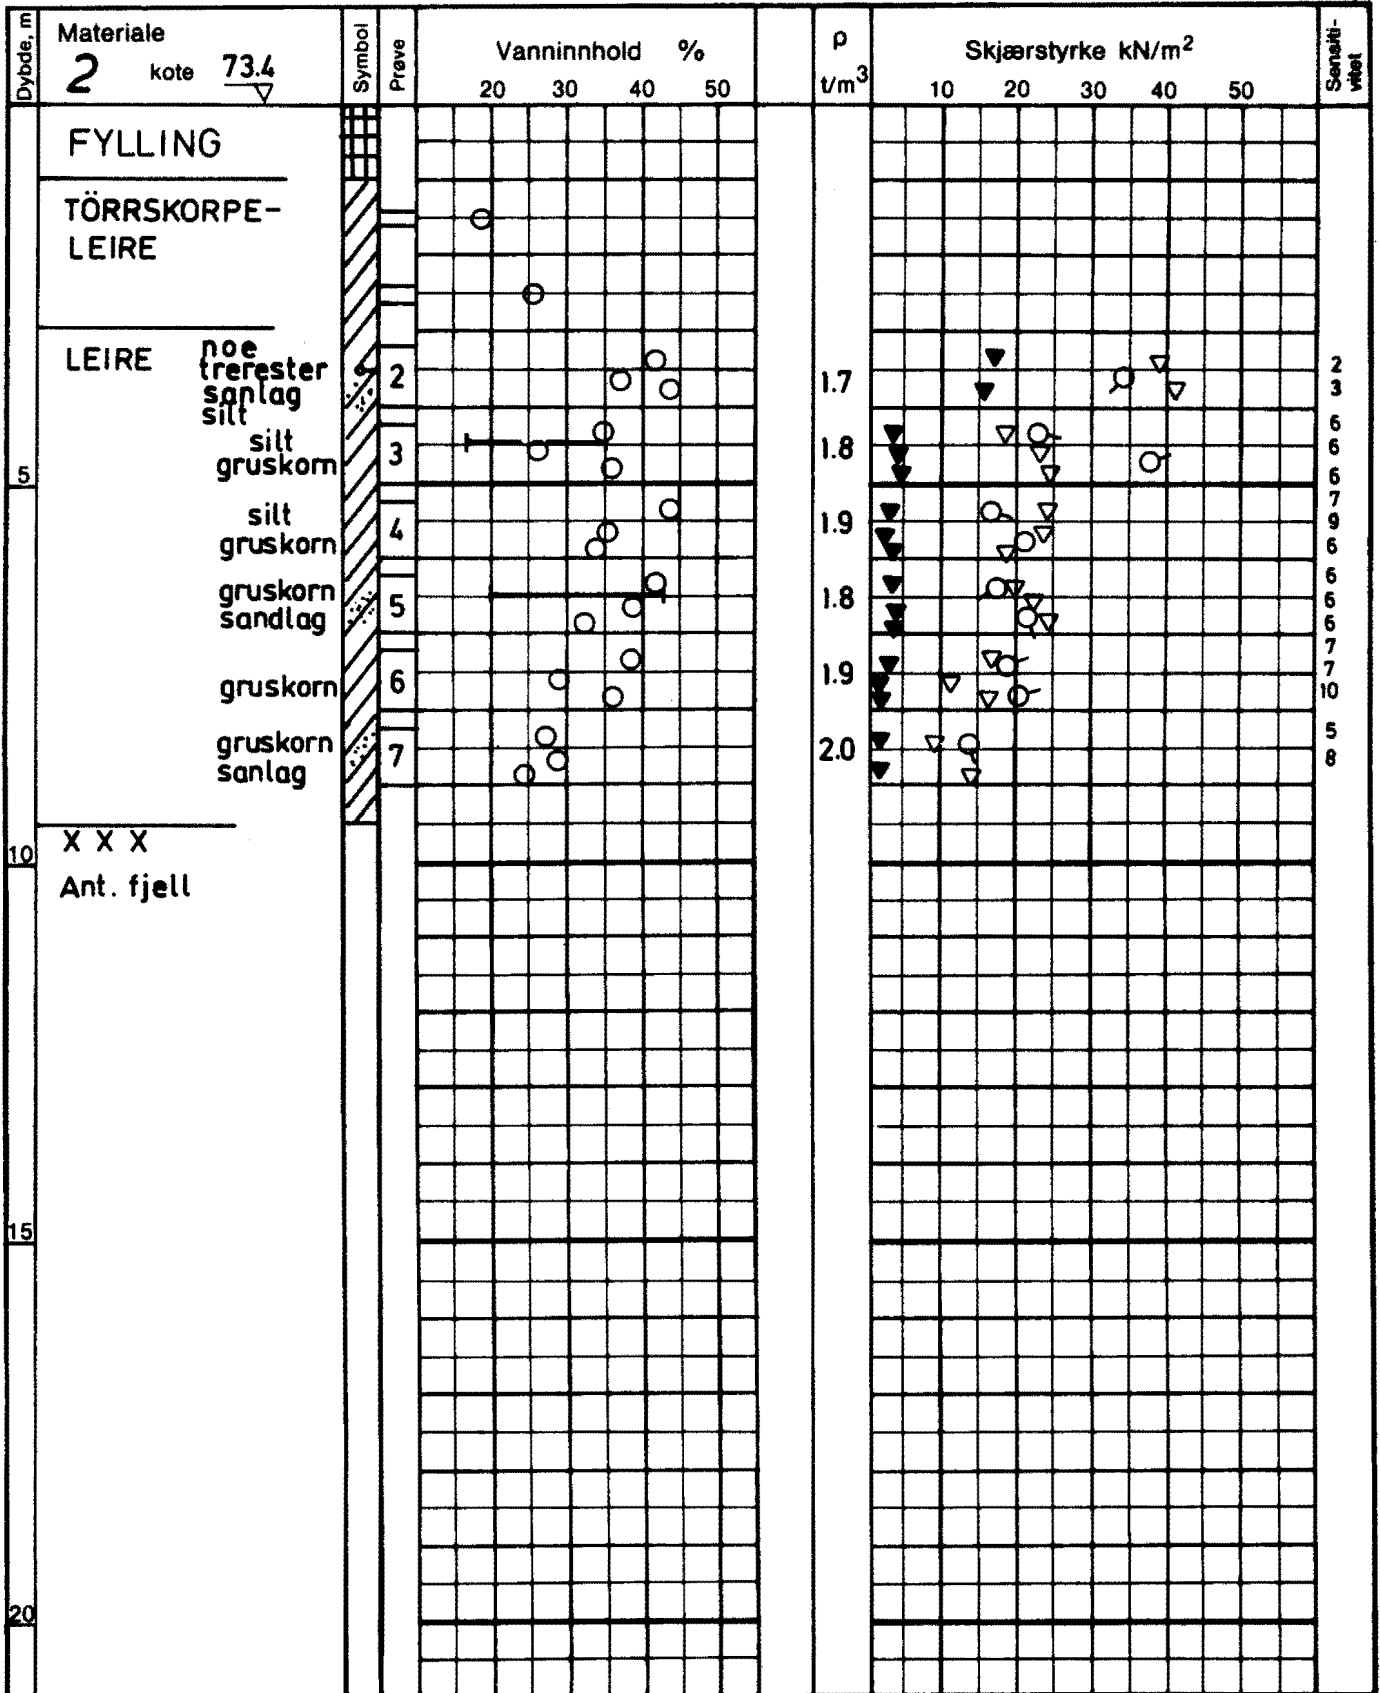 Dybde, m
Materiale
2 kote 73.4
Symbol
Prøve
Vanninnhold %
20 30 40 50
ρ
t/m³
Skjærstyrke kN/m²
10 20 30 40 50
Sensiti-
vitet
FYLLING
TÖRRSKORPE-
LEIRE
LEIRE
noe
trerester
sanlag
silt
2
1.7
2
3
silt
gruskorn
3
1.8
6
6
6
5
silt
gruskorn
4
1.9
7
9
6
gruskorn
sandlag
5
1.8
6
6
6
gruskorn
6
1.9
7
7
10
gruskorn
sanlag
7
2.0
5
8
X X X
10
Ant. fjell
15
20